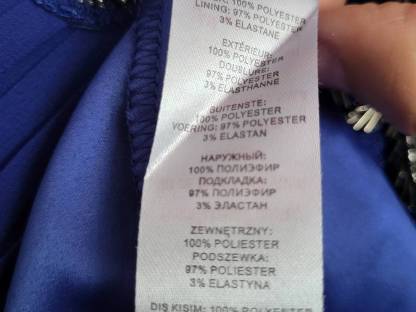 100% POLYESTER
LINING: 97% POLYESTER
3% ELASTANE
EXTÉRIEUR:
100% POLYESTER
DOUBLURE:
97% POLYESTER
3% ELASTHANNE
BUITENSTE:
100% POLYESTER
VOERING: 97% POLYESTER
3% ELASTAN
НАРУЖНЫЙ:
100% ПОЛИЭФИР
ПОДКЛАДКА:
97% ПОЛИЭФИР
3% ЭЛАСТАН
ZEWNĘTRZNY:
100% POLIESTER
PODSZEWKA:
97% POLIESTER
3% ELASTYNA
DIŞ KISIM: 100% POLYESTER